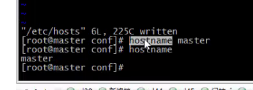 ~
~
"/etc/hosts" 6L, 225C written
[root@master conf]# hostname master
[root@master conf]# hostname
master
[root@master conf]#